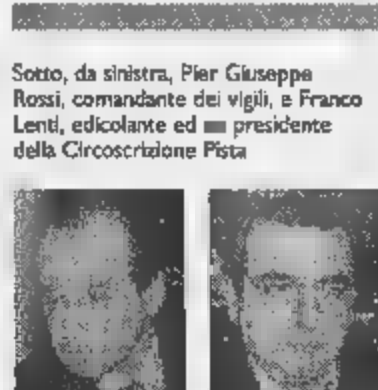 Sotto, da sinistra, Pier Giuseppe
Rossi, comandante dei vigili, e Franco
Lenti, edicolante ed presidente
della Circoscrizione Pista